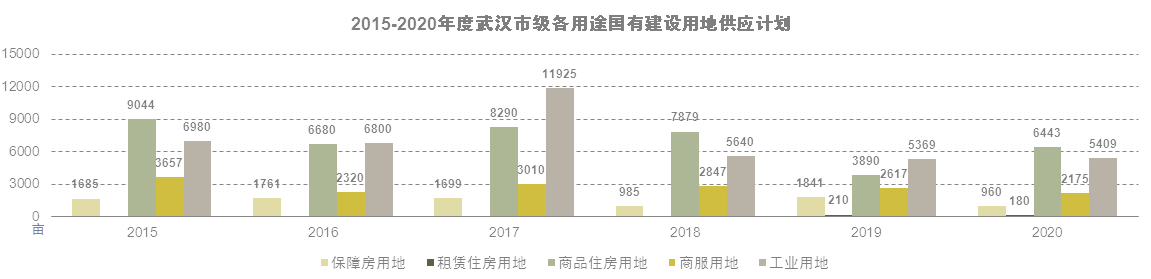 2015-2020年度武汉市级各用途国有建设用地供应计划
15000
12000
9000
6000
3000
0
亩
1685 9044 3657 6980
1761 6680 2320 6800
1699 8290 3010 11925
985 7879 2847 5640
1841 210 3890 2617 5369
960 180 6443 2175 5409
2015 2016 2017 2018 2019 2020
保障房用地 租赁住房用地 商品住房用地 商服用地 工业用地